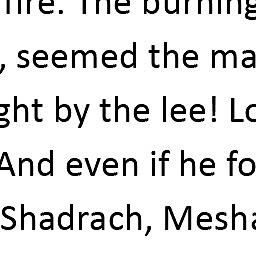 fire. The burning
, seemed the ma
ght by the lee! Lo
And even if he fo
Shadrach, Mesha